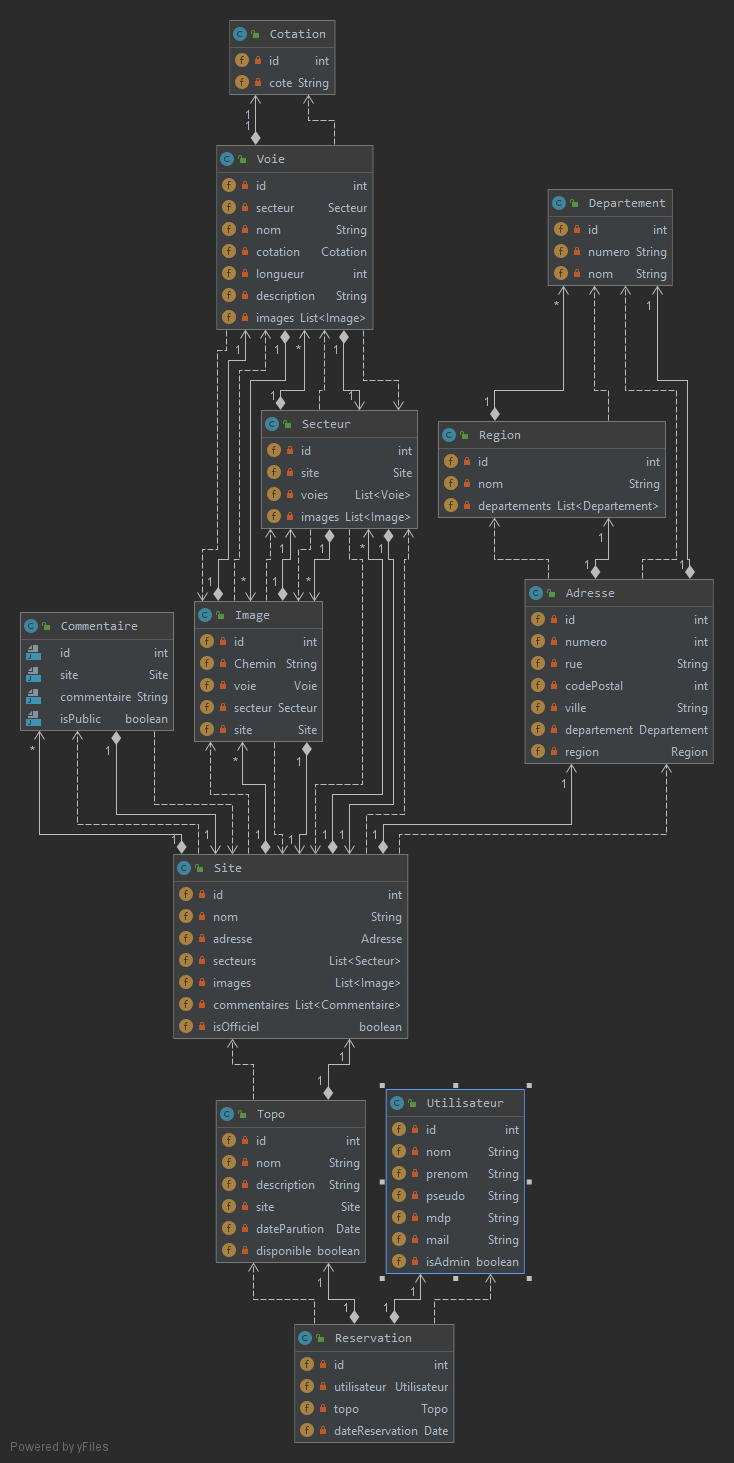 Cotation
id int
cote String
1
1
Voie
id int
secteur Secteur
nom String
cotation Cotation
longueur int
description String
images List<Image>
1
1
*
1
1
1
Departement
id int
numero String
nom String
*
1
1
Secteur
id int
site Site
voies List<Voie>
images List<Image>
1
1
*
1
Region
id int
nom String
departements List<Departement>
1
1
1
1
*
1
*
Image
id int
Chemin String
voie Voie
secteur Secteur
site Site
*
1
Adresse
id int
numero int
rue String
codePostal int
ville String
departement Departement
region Region
1
Commentaire
id int
site Site
commentaire String
isPublic boolean
*
1
1
1
1
1
1
1
1
Site
id int
nom String
adresse Adresse
secteurs List<Secteur>
images List<Image>
commentaires List<Commentaire>
isOfficiel boolean
1
1
Topo
id int
nom String
description String
site Site
dateParution Date
disponible boolean
Utilisateur
id int
nom String
prenom String
pseudo String
mdp String
mail String
isAdmin boolean
1
1
1
1
Reservation
id int
utilisateur Utilisateur
topo Topo
dateReservation Date
Powered by yFiles